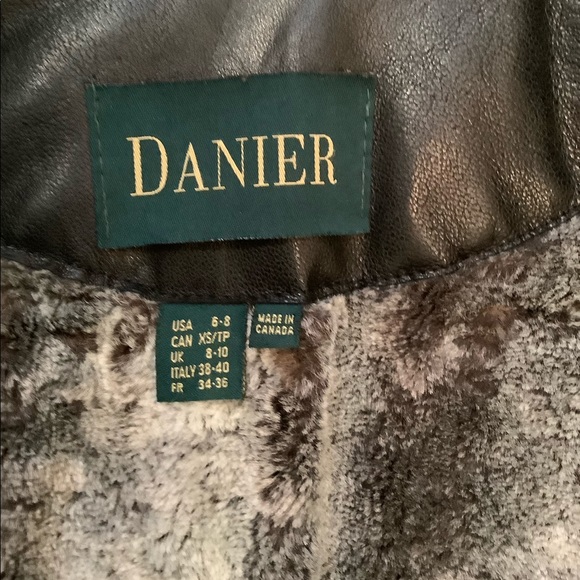 DANIER
USA 6-8
CAN XS/TP
UK 8-10
ITALY 38-40
FR 34-36
MADE IN
CANADA